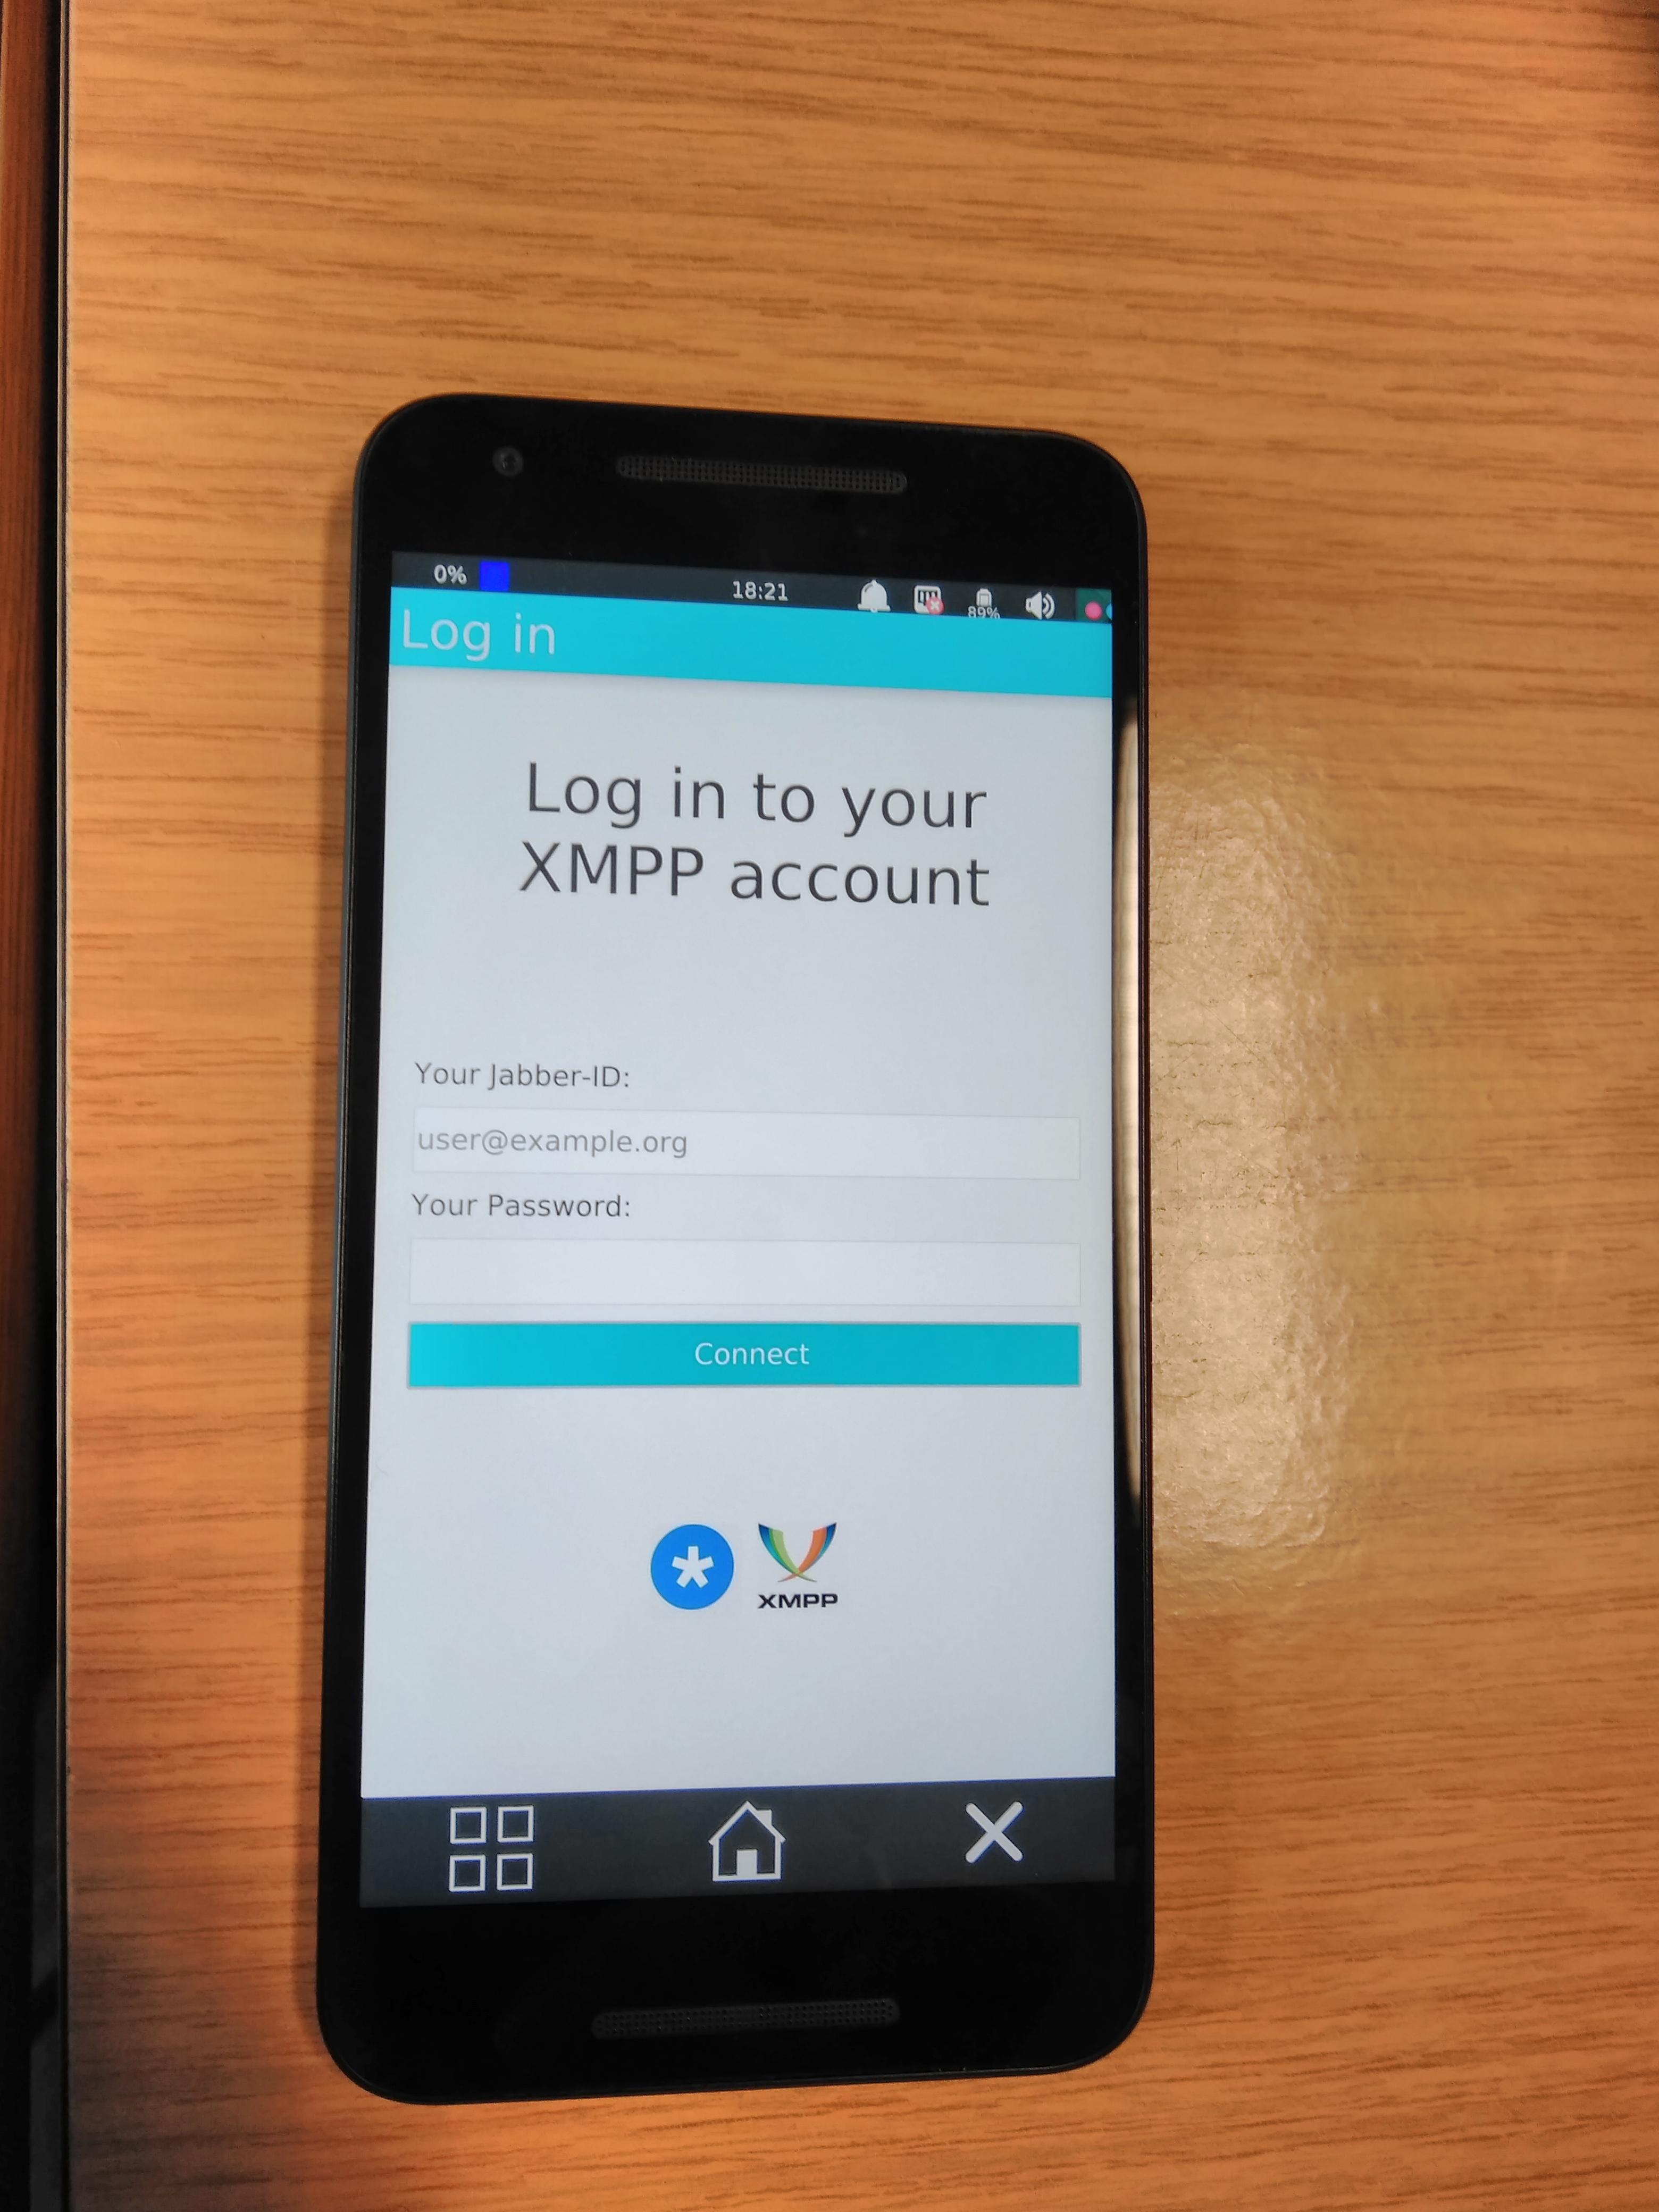 0% 18:21 89%
Log in
Log in to your
XMPP account
Your Jabber-ID:
user@example.org
Your Password:
Connect
XMPP